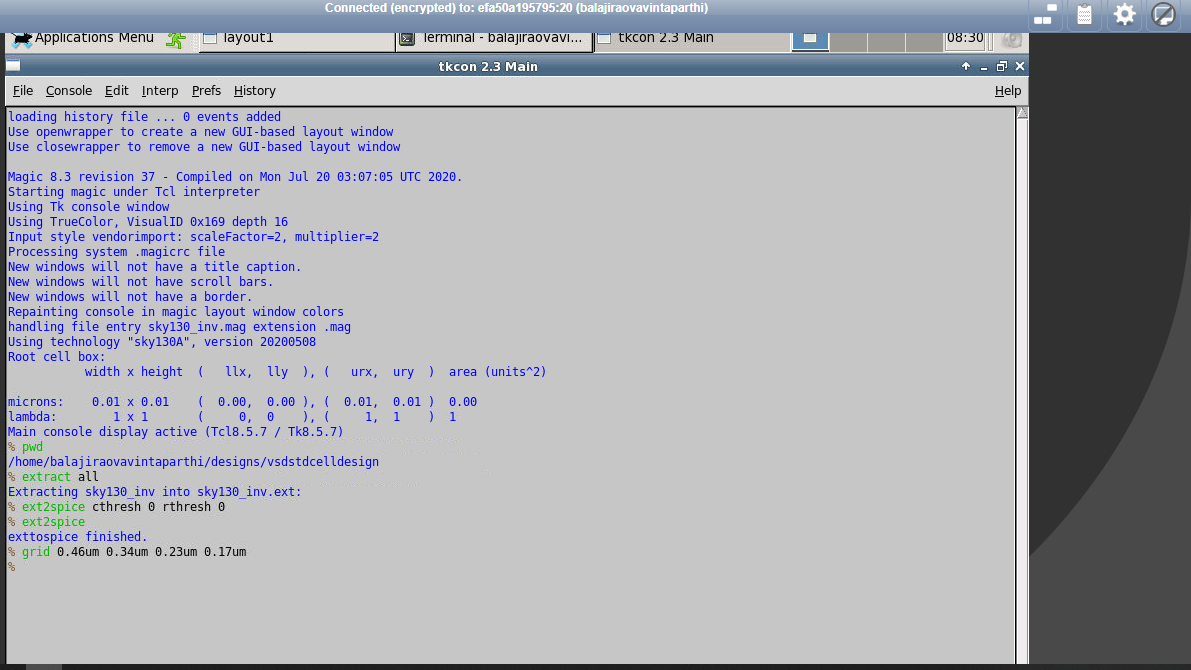 Connected (encrypted) to: efa50a195795:20 (balajiraovavintaparthi)
Applications Menu layout1 Terminal - balajiraovavi... tkcon 2.3 Main 08:30
tkcon 2.3 Main
File Console Edit Interp Prefs History Help
loading history file ... 0 events added
Use openwrapper to create a new GUI-based layout window
Use closewrapper to remove a new GUI-based layout window
Magic 8.3 revision 37 - Compiled on Mon Jul 20 03:07:05 UTC 2020.
Starting magic under Tcl interpreter
Using Tk console window
Using TrueColor, VisualID 0x169 depth 16
Input style vendorimport: scaleFactor=2, multiplier=2
Processing system .magicrc file
New windows will not have a title caption.
New windows will not have scroll bars.
New windows will not have a border.
Repainting console in magic layout window colors
handling file entry sky130_inv.mag extension .mag
Using technology "sky130A", version 20200508
Root cell box:
width x height ( llx, lly ), ( urx, ury ) area (units^2)
microns: 0.01 x 0.01 ( 0.00, 0.00 ), ( 0.01, 0.01 ) 0.00
lambda: 1 x 1 ( 0, 0 ), ( 1, 1 ) 1
Main console display active (Tcl8.5.7 / Tk8.5.7)
% pwd
/home/balajiraovavintaparthi/designs/vsdstdcelldesign
% extract all
Extracting sky130_inv into sky130_inv.ext:
% ext2spice cthresh 0 rthresh 0
% ext2spice
exttospice finished.
% grid 0.46um 0.34um 0.23um 0.17um
%